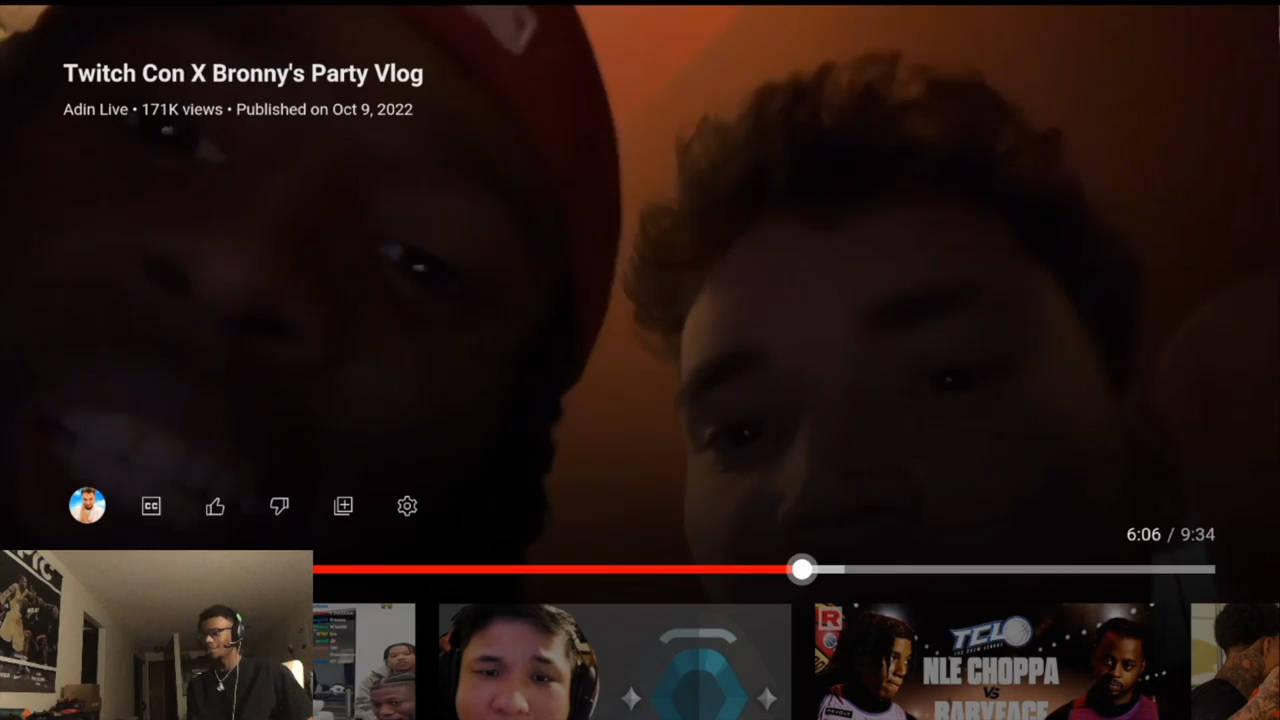 Twitch Con X Bronny's Party Vlog
Adin Live • 171K views • Published on Oct 9, 2022
CC
6:06 / 9:34
R
TCL
NLE CHOPPA
VS
BABYFACE